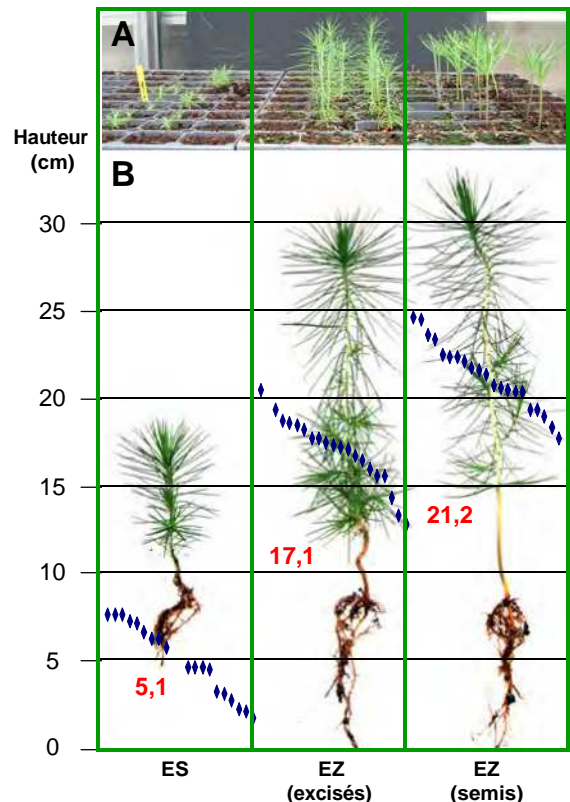 A
Hauteur
(cm)
B
30
25
20
15
10
5
0
5,1
17,1
21,2
ES
EZ
(excisés)
EZ
(semis)